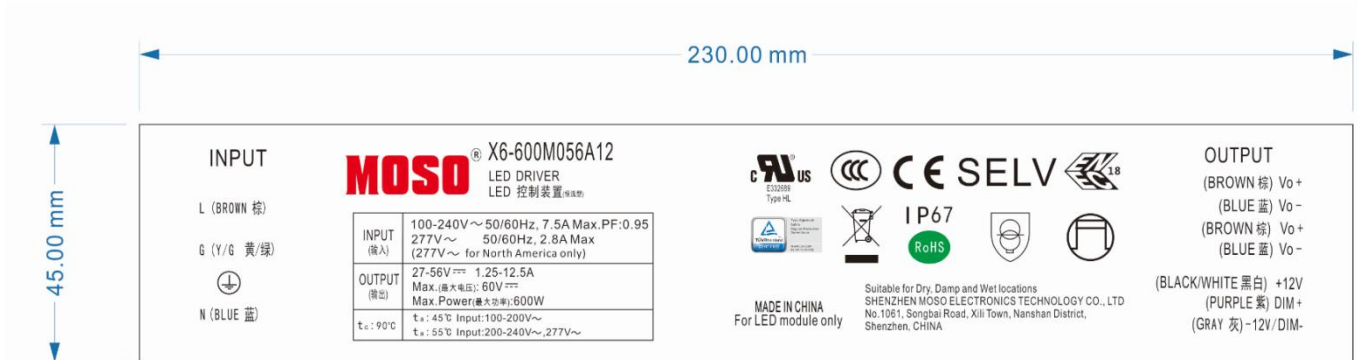 230.00 mm
45.00 mm
INPUT
L (BROWN 棕)
G (Y/G 黄/绿)
N (BLUE 蓝)
MOSO ®
X6-600M056A12
LED DRIVER
LED 控制装置
INPUT
(输入)
100-240V～50/60Hz, 7.5A Max.PF:0.95
277V～ 50/60Hz, 2.8A Max
(277V～ for North America only)
OUTPUT
(输出)
27-56V⎓ 1.25-12.5A
Max.(最大电压): 60V⎓
Max.Power(最大功率):600W
tc: 90℃
ta: 45℃ Input:100-200V～
ta: 55℃ Input:200-240V～,277V～
c RU US
E332689
Type HL
CCC
CE
SELV
ENEC
18
IP67
RoHS
MADE IN CHINA
For LED module only
Suitable for Dry, Damp and Wet locations
SHENZHEN MOSO ELECTRONICS TECHNOLOGY CO., LTD
No.1061, Songbai Road, Xili Town, Nanshan District,
Shenzhen, CHINA
OUTPUT
(BROWN 棕) Vo +
(BLUE 蓝) Vo -
(BROWN 棕) Vo +
(BLUE 蓝) Vo -
(BLACK/WHITE 黑白) +12V
(PURPLE 紫) DIM+
(GRAY 灰) -12V/DIM-